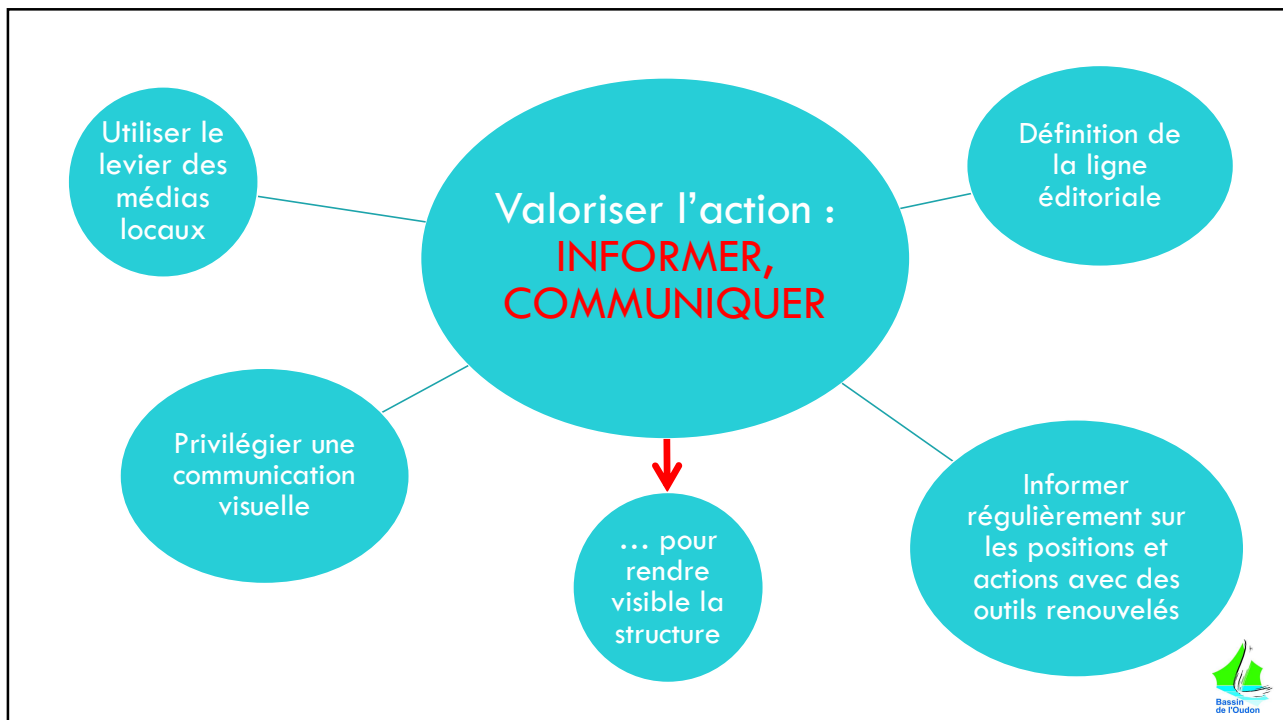 Utiliser le
levier des
médias
locaux
Valoriser l’action :
INFORMER,
COMMUNIQUER
Définition de
la ligne
éditoriale
Privilégier une
communication
visuelle
… pour
rendre
visible la
structure
Informer
régulièrement sur
les positions et
actions avec des
outils renouvelés
Bassin
de l'Oudon